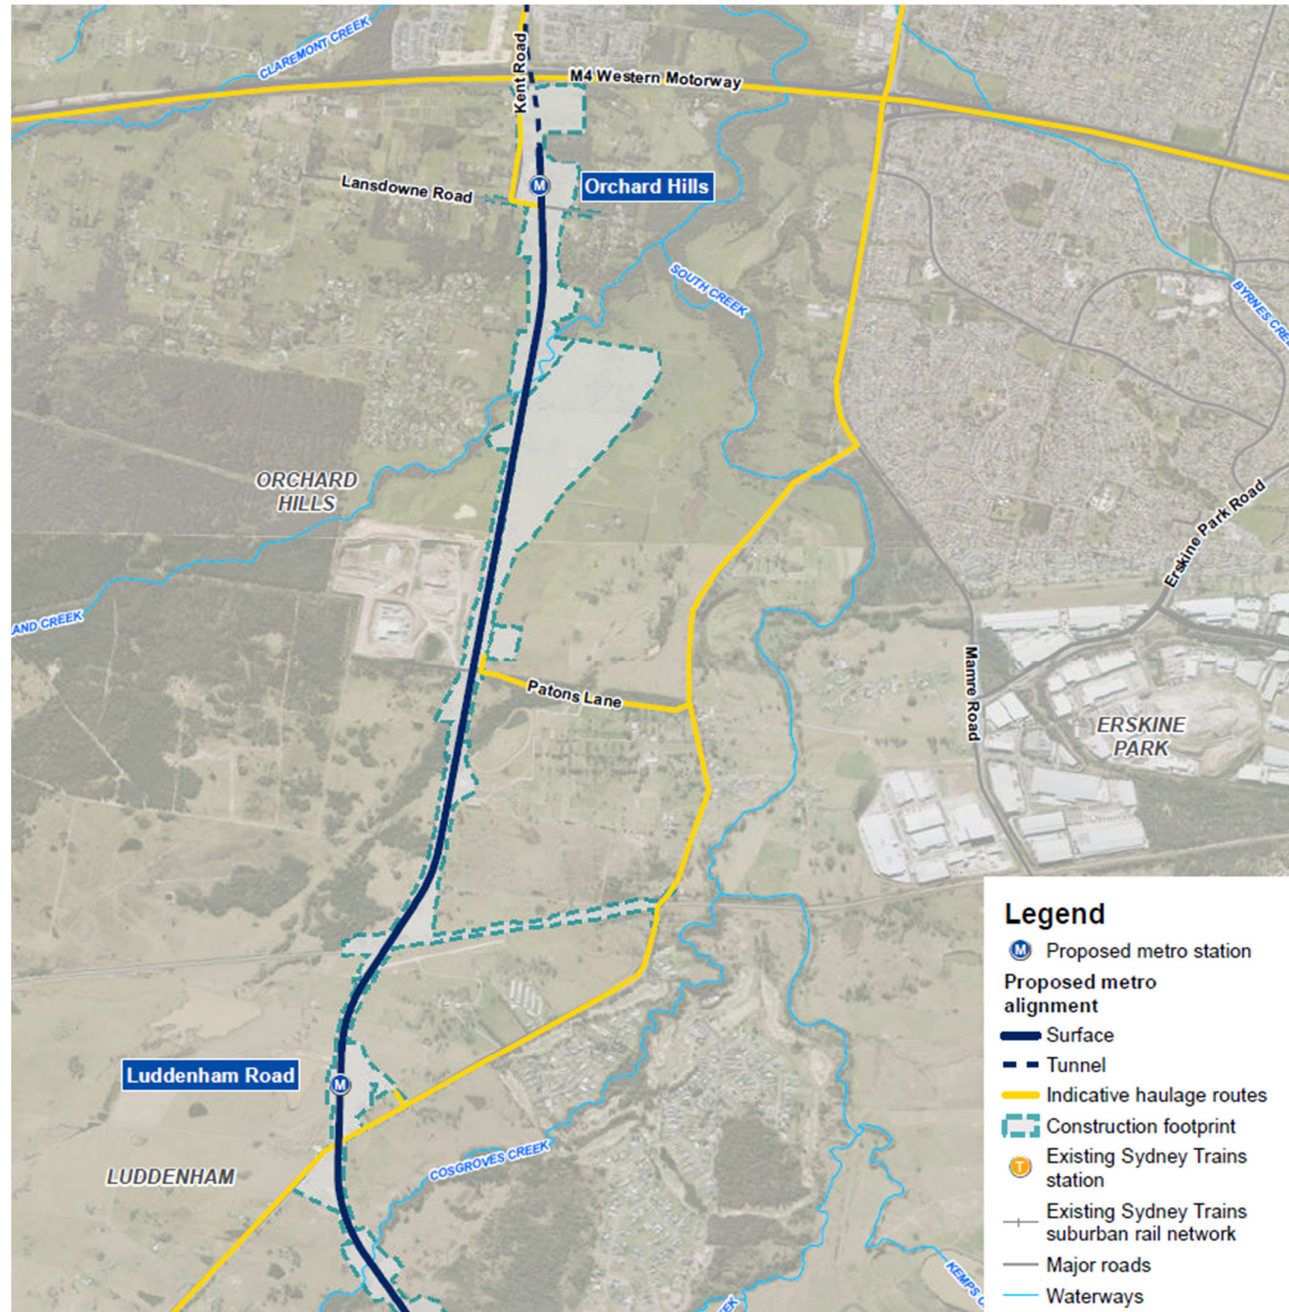 CLAREMONT CREEK
Kent Road
M4 Western Motorway
Lansdowne Road
M
Orchard Hills
SOUTH CREEK
BYRNES CREE
ORCHARD
HILLS
Erskine Park Road
AND CREEK
Patons Lane
Mamre Road
ERSKINE
PARK
Luddenham Road
M
COSGROVES CREEK
LUDDENHAM
KEMPS C
EEK
Legend
M Proposed metro station
Proposed metro
alignment
Surface
Tunnel
Indicative haulage routes
Construction footprint
T Existing Sydney Trains
station
Existing Sydney Trains
suburban rail network
Major roads
Waterways